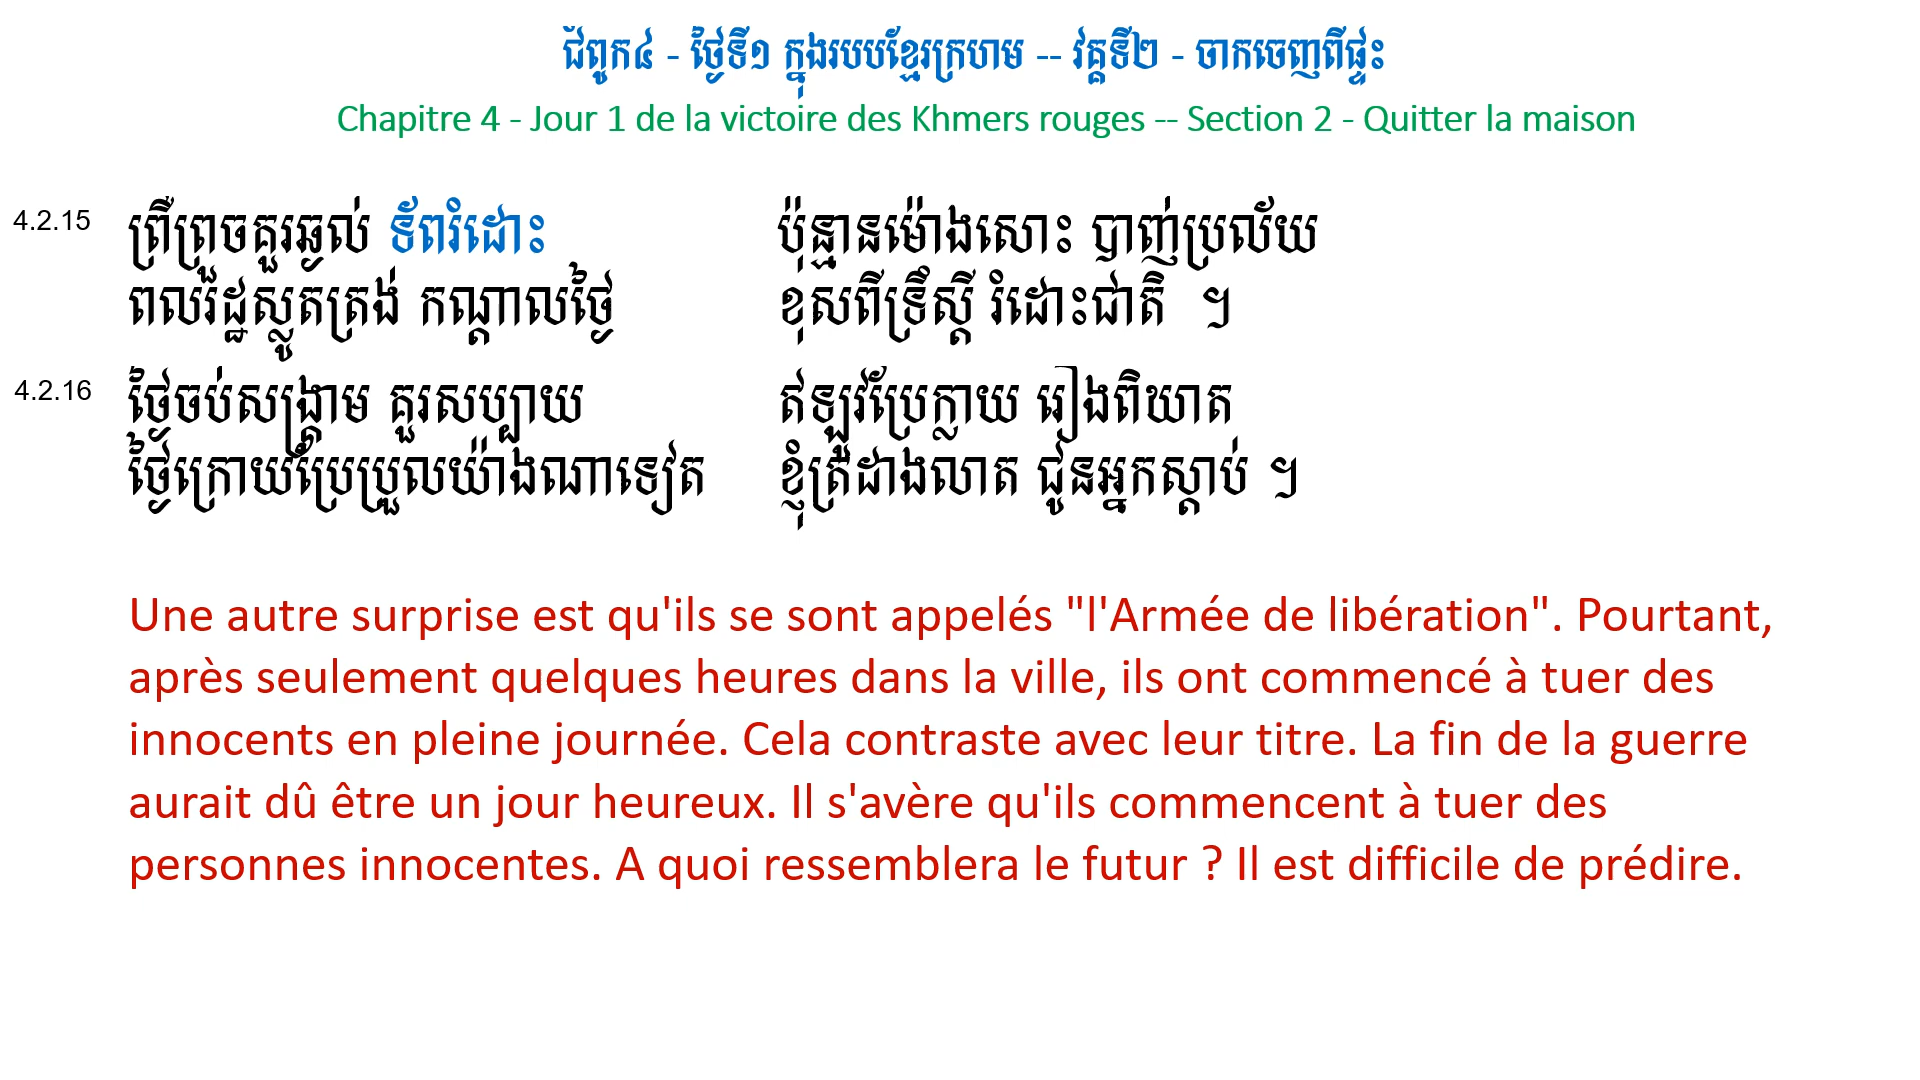 ជំពូក៤ - ថ្ងៃទី១ ក្នុងរបបខ្មែរក្រហម -- វគ្គទី២ - ចាកចេញពីផ្ទះ
Chapitre 4 - Jour 1 de la victoire des Khmers rouges -- Section 2 - Quitter la maison
4.2.15 ព្រឺព្រួចគួរឆ្ងល់ ទ័ពរំដោះ ប៉ុន្មានម៉ោងសោះ បាញ់ប្រល័យ
ពលរដ្ឋស្លូតត្រង់ កណ្តាលថ្ងៃ ខុសពីទ្រឹស្តី រំដោះជាតិ ។
4.2.16 ថ្ងៃចប់សង្គ្រាម គួរសប្បាយ ឥឡូវប្រែក្លាយ រឿងពិឃាត
ថ្ងៃក្រោយប្រែប្រួលយ៉ាងណាទៀត ខ្ញុំត្រដាងលាត ជូនអ្នកស្តាប់ ។
Une autre surprise est qu'ils se sont appelés "l'Armée de libération". Pourtant,
après seulement quelques heures dans la ville, ils ont commencé à tuer des
innocents en pleine journée. Cela contraste avec leur titre. La fin de la guerre
aurait dû être un jour heureux. Il s'avère qu'ils commencent à tuer des
personnes innocentes. A quoi ressemblera le futur ? Il est difficile de prédire.